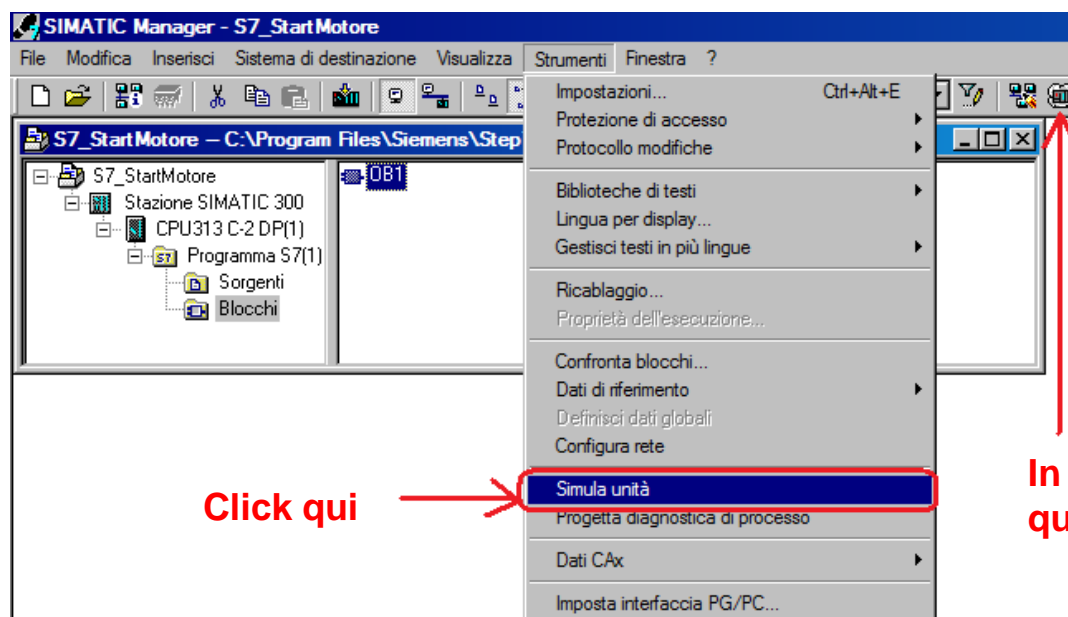 SIMATIC Manager - S7_StartMotore
File Modifica Inserisci Sistema di destinazione Visualizza Strumenti Finestra ?
S7_StartMotore -- C:\Program Files\Siemens\Step
S7_StartMotore
Stazione SIMATIC 300
CPU313 C-2 DP(1)
Programma S7(1)
Sorgenti
Blocchi
OB1
Impostazioni... Ctrl+Alt+E
Protezione di accesso
Protocollo modifiche
Biblioteche di testi
Lingua per display...
Gestisci testi in più lingue
Ricablaggio...
Proprietà dell'esecuzione...
Confronta blocchi...
Dati di riferimento
Definisci dati globali
Configura rete
Simula unità
Progetta diagnostica di processo
Dati CAx
Imposta interfaccia PG/PC...
Click qui
In
qu